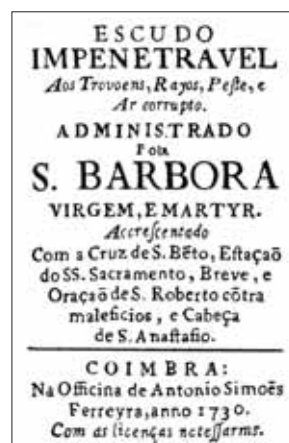 ESCUDO
IMPENETRAVEL
Aos Trovoens, Rayos, Peſte, e
Ar corrupto.
ADMINISTRADO
POR
S. BARBORA
VIRGEM, E MARTYR.
Accreſcentado
Com a Cruz de S. Bẽto, Eſtaçaõ
do SS. Sacramento, Breve, e
Oraçaõ de S. Roberto cõtra
maleficios, e Cabeça
de S. Anaſtaſio.
COIMBRA:
Na Officina de Antonio Simoẽs
Ferreyra, anno 1730.
Com as licenças neceſſarias.